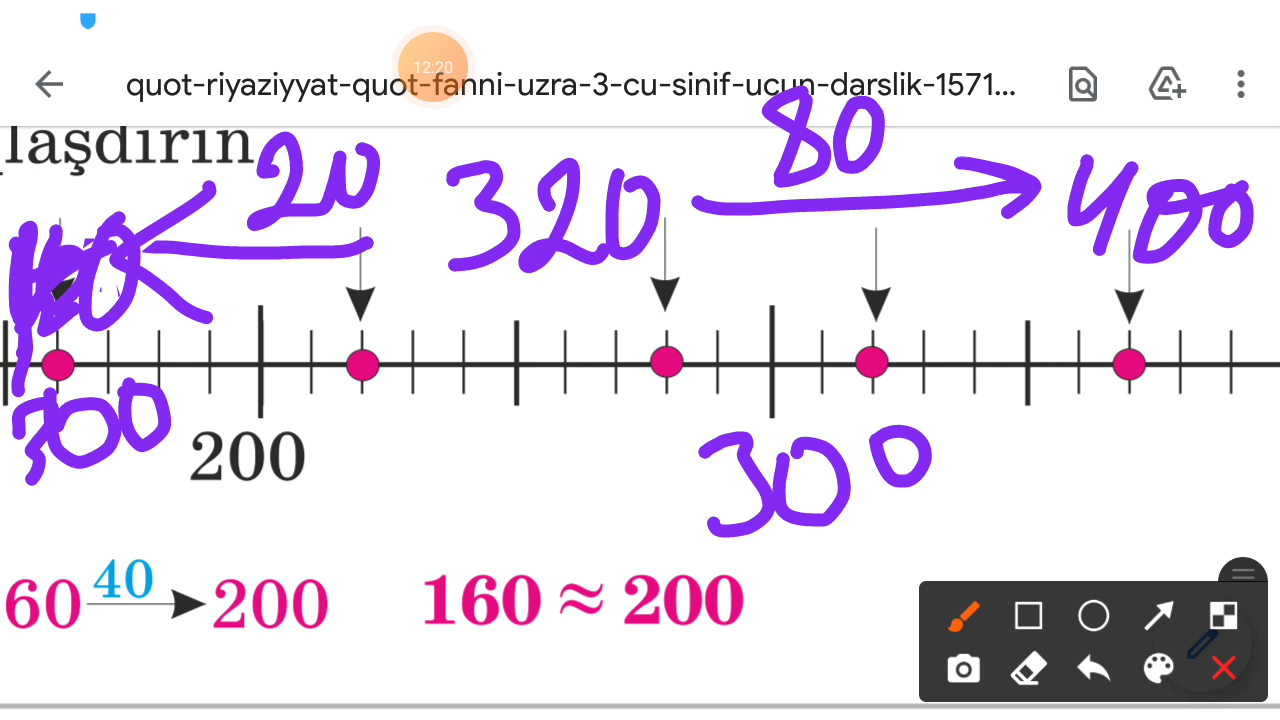 12:20
quot-riyaziyyat-quot-fanni-uzra-3-cu-sinif-ucun-darslik-1571...
laşdırın
20 320 80 400
300 200 300
60 40 200 160 ≈ 200